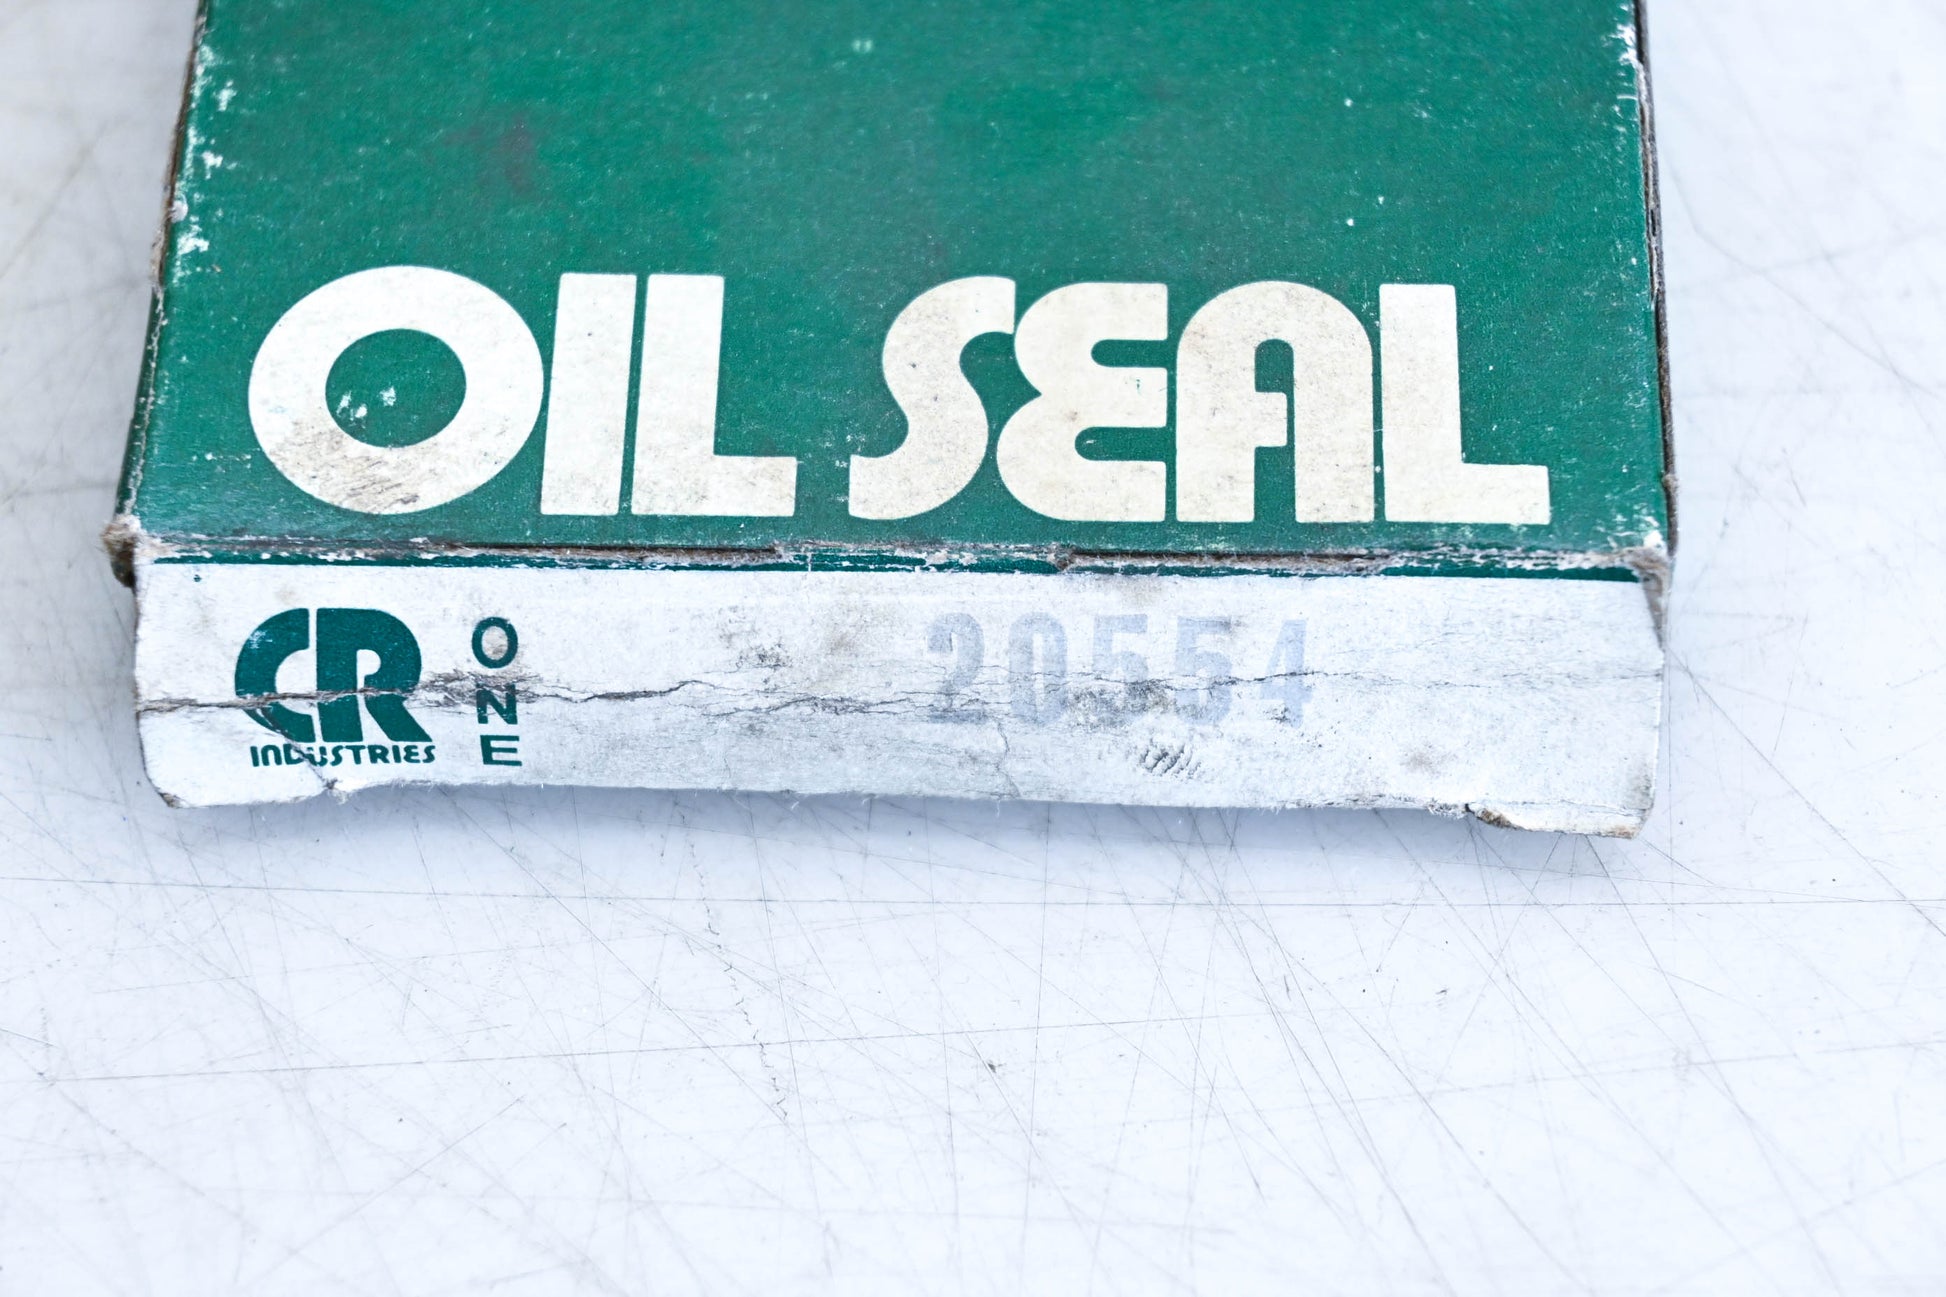 OIL SEAL
CR
INDUSTRIES
ONE
20554